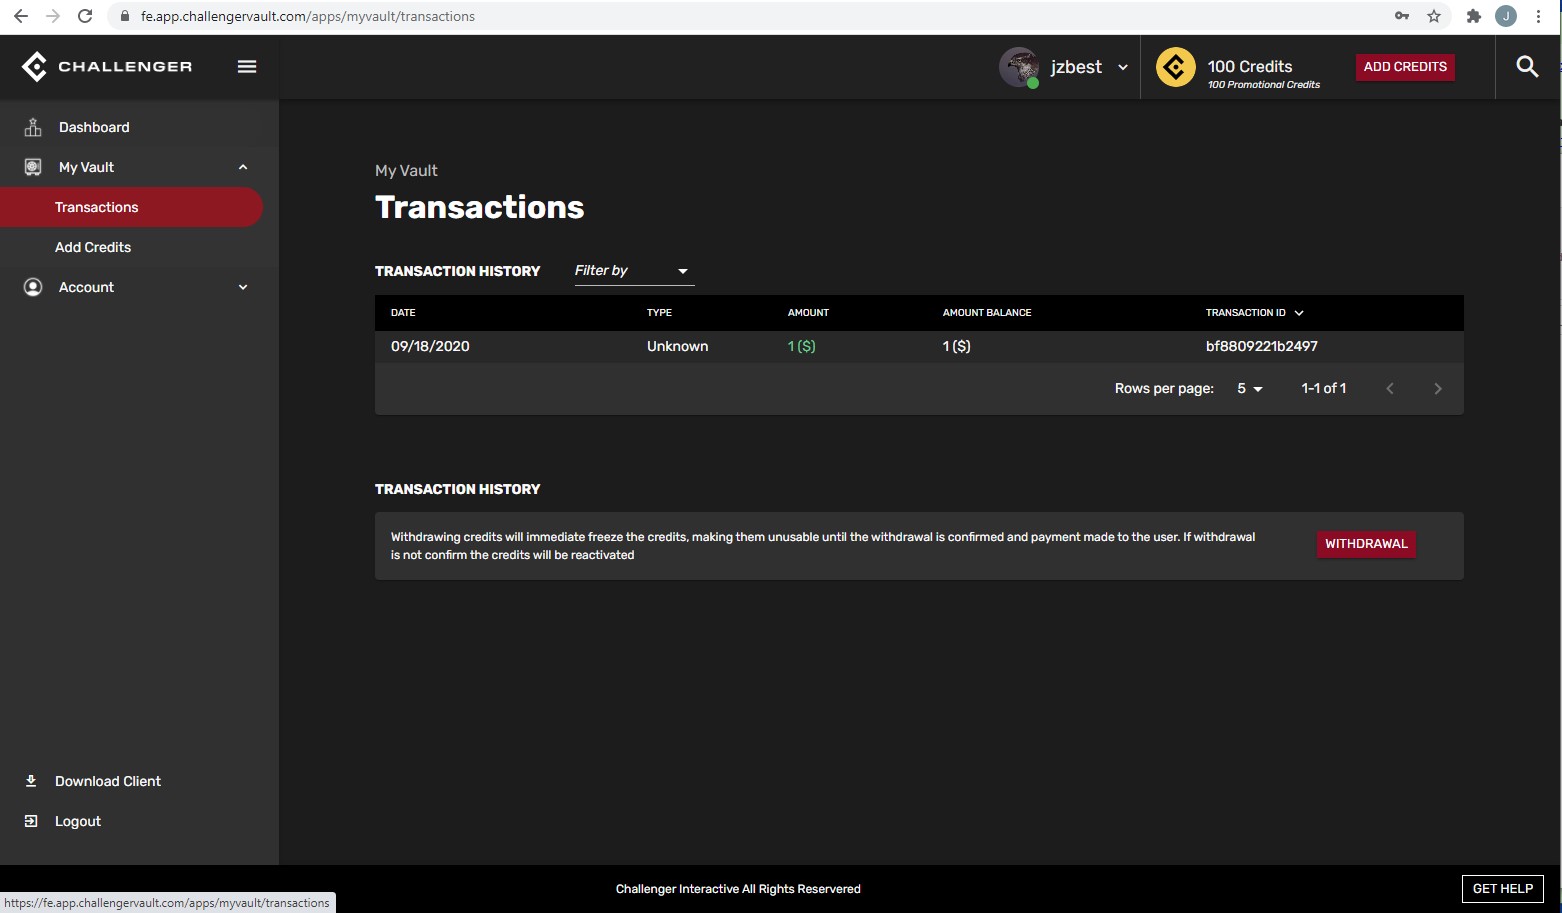 fe.app.challengervault.com/apps/myvault/transactions
J
CHALLENGER
jzbest
100 Credits
100 Promotional Credits
ADD CREDITS
Dashboard
My Vault
Transactions
Add Credits
Account
My Vault
Transactions
TRANSACTION HISTORY Filter by
DATE TYPE AMOUNT AMOUNT BALANCE TRANSACTION ID
09/18/2020 Unknown 1 ($) 1 ($) bf8809221b2497
Rows per page: 5 1-1 of 1
TRANSACTION HISTORY
Withdrawing credits will immediate freeze the credits, making them unusable until the withdrawal is confirmed and payment made to the user. If withdrawal
is not confirm the credits will be reactivated
WITHDRAWAL
Download Client
Logout
Challenger Interactive All Rights Reservered
GET HELP
https://fe.app.challengervault.com/apps/myvault/transactions